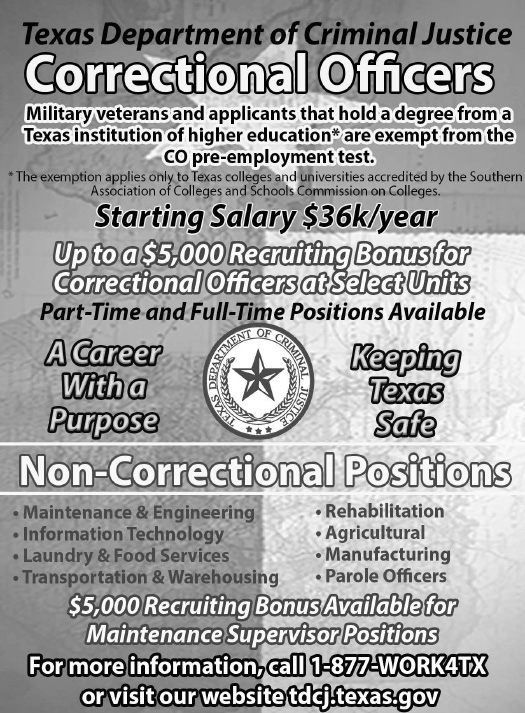 Texas Department of Criminal Justice
Correctional Officers
Military veterans and applicants that hold a degree from a
Texas institution of higher education* are exempt from the
CO pre-employment test.
* The exemption applies only to Texas colleges and universities accredited by the Southern
Association of Colleges and Schools Commission on Colleges.
Starting Salary $36k/year
Up to a $5,000 Recruiting Bonus for
Correctional Officers at Select Units
Part-Time and Full-Time Positions Available
A Career
With a
Purpose
TEXAS DEPARTMENT OF CRIMINAL JUSTICE
Keeping
Texas
Safe
Non-Correctional Positions
• Maintenance & Engineering
• Information Technology
• Laundry & Food Services
• Transportation & Warehousing
• Rehabilitation
• Agricultural
• Manufacturing
• Parole Officers
$5,000 Recruiting Bonus Available for
Maintenance Supervisor Positions
For more information, call 1-877-WORK4TX
or visit our website tdcj.texas.gov